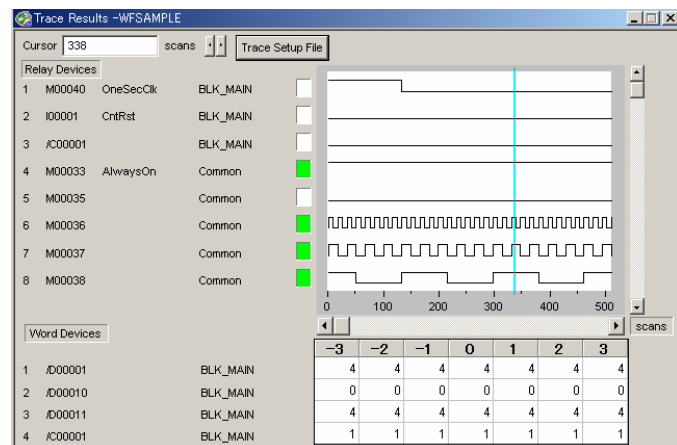 Trace Results -WFSAMPLE
Cursor 338 scans Trace Setup File
Relay Devices
1 M00040 OneSecClk BLK_MAIN
2 I00001 CntRst BLK_MAIN
3 /C00001 BLK_MAIN
4 M00033 AlwaysOn Common
5 M00035 Common
6 M00036 Common
7 M00037 Common
8 M00038 Common
0 100 200 300 400 500
scans
Word Devices
-3 -2 -1 0 1 2 3
1 /D00001 BLK_MAIN 4 4 4 4 4 4 4
2 /D00010 BLK_MAIN 0 0 0 0 0 0 0
3 /D00011 BLK_MAIN 4 4 4 4 4 4 4
4 /C00001 BLK_MAIN 1 1 1 1 1 1 1